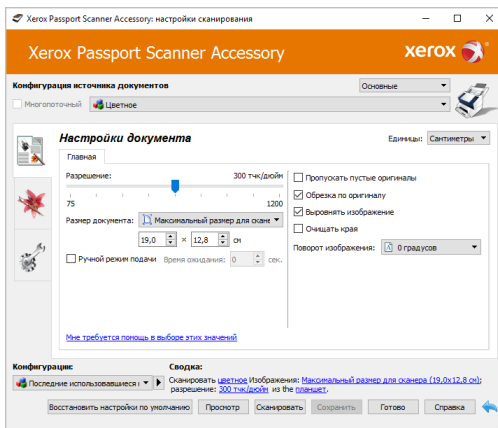 Xerox Passport Scanner Accessory: настройки сканирования
Xerox Passport Scanner Accessory
xerox
Конфигурация источника документов
Основные
Многопоточный
Цветное
Настройки документа
Единицы: Сантиметры
Главная
Разрешение: 300 тчк/дюйм
75 1200
Размер документа: Максимальный размер для скане
19,0 × 12,8 см
Ручной режим подачи Время ожидания: 0 сек.
Пропускать пустые оригиналы
Обрезка по оригиналу
Выровнять изображение
Очищать края
Поворот изображения: 0 градусов
Мне требуется помощь в выборе этих значений
Конфигурация:
Последние использовавшиеся
Сводка:
Сканировать цветное Изображения; Максимальный размер для сканера (19,0x12,8 см);
разрешение: 300 тчк/дюйм из the планшет.
Восстановить настройки по умолчанию Просмотр Сканировать Сохранить Готово Справка